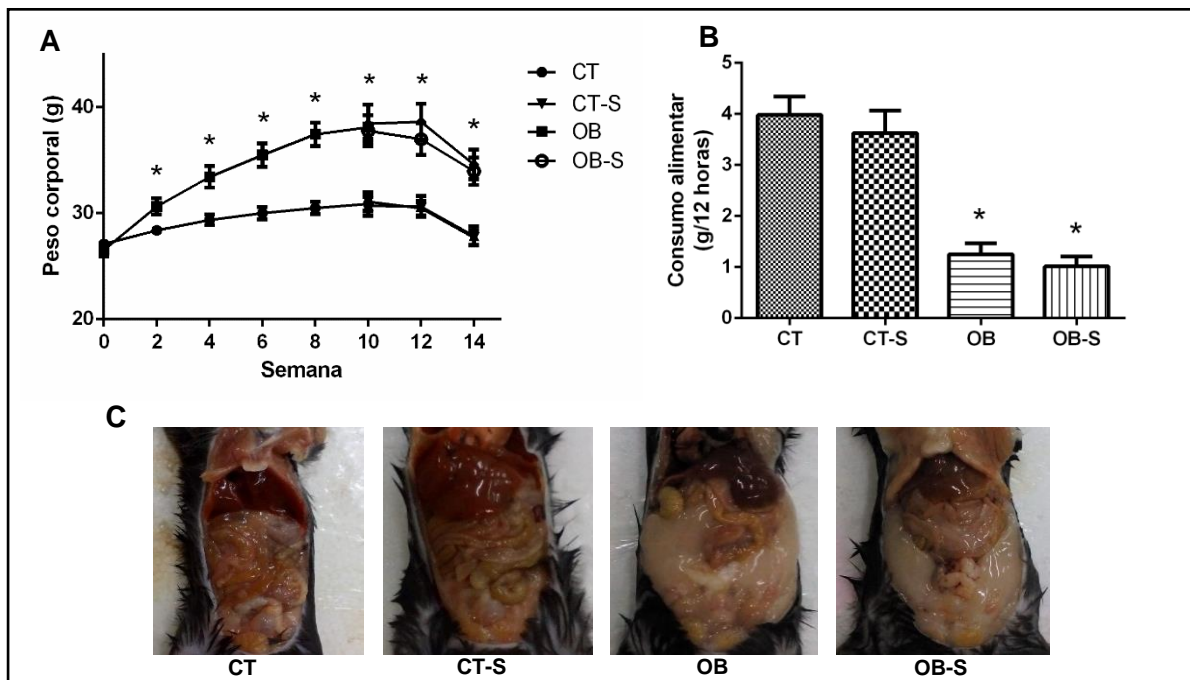 A
Peso corporal (g)
40
30
20
* * * * * * *
0 2 4 6 8 10 12 14
Semana
CT
CT-S
OB
OB-S
B
Consumo alimentar
(g/12 horas)
5
4
3
2
1
0
* *
CT CT-S OB OB-S
C
CT CT-S OB OB-S